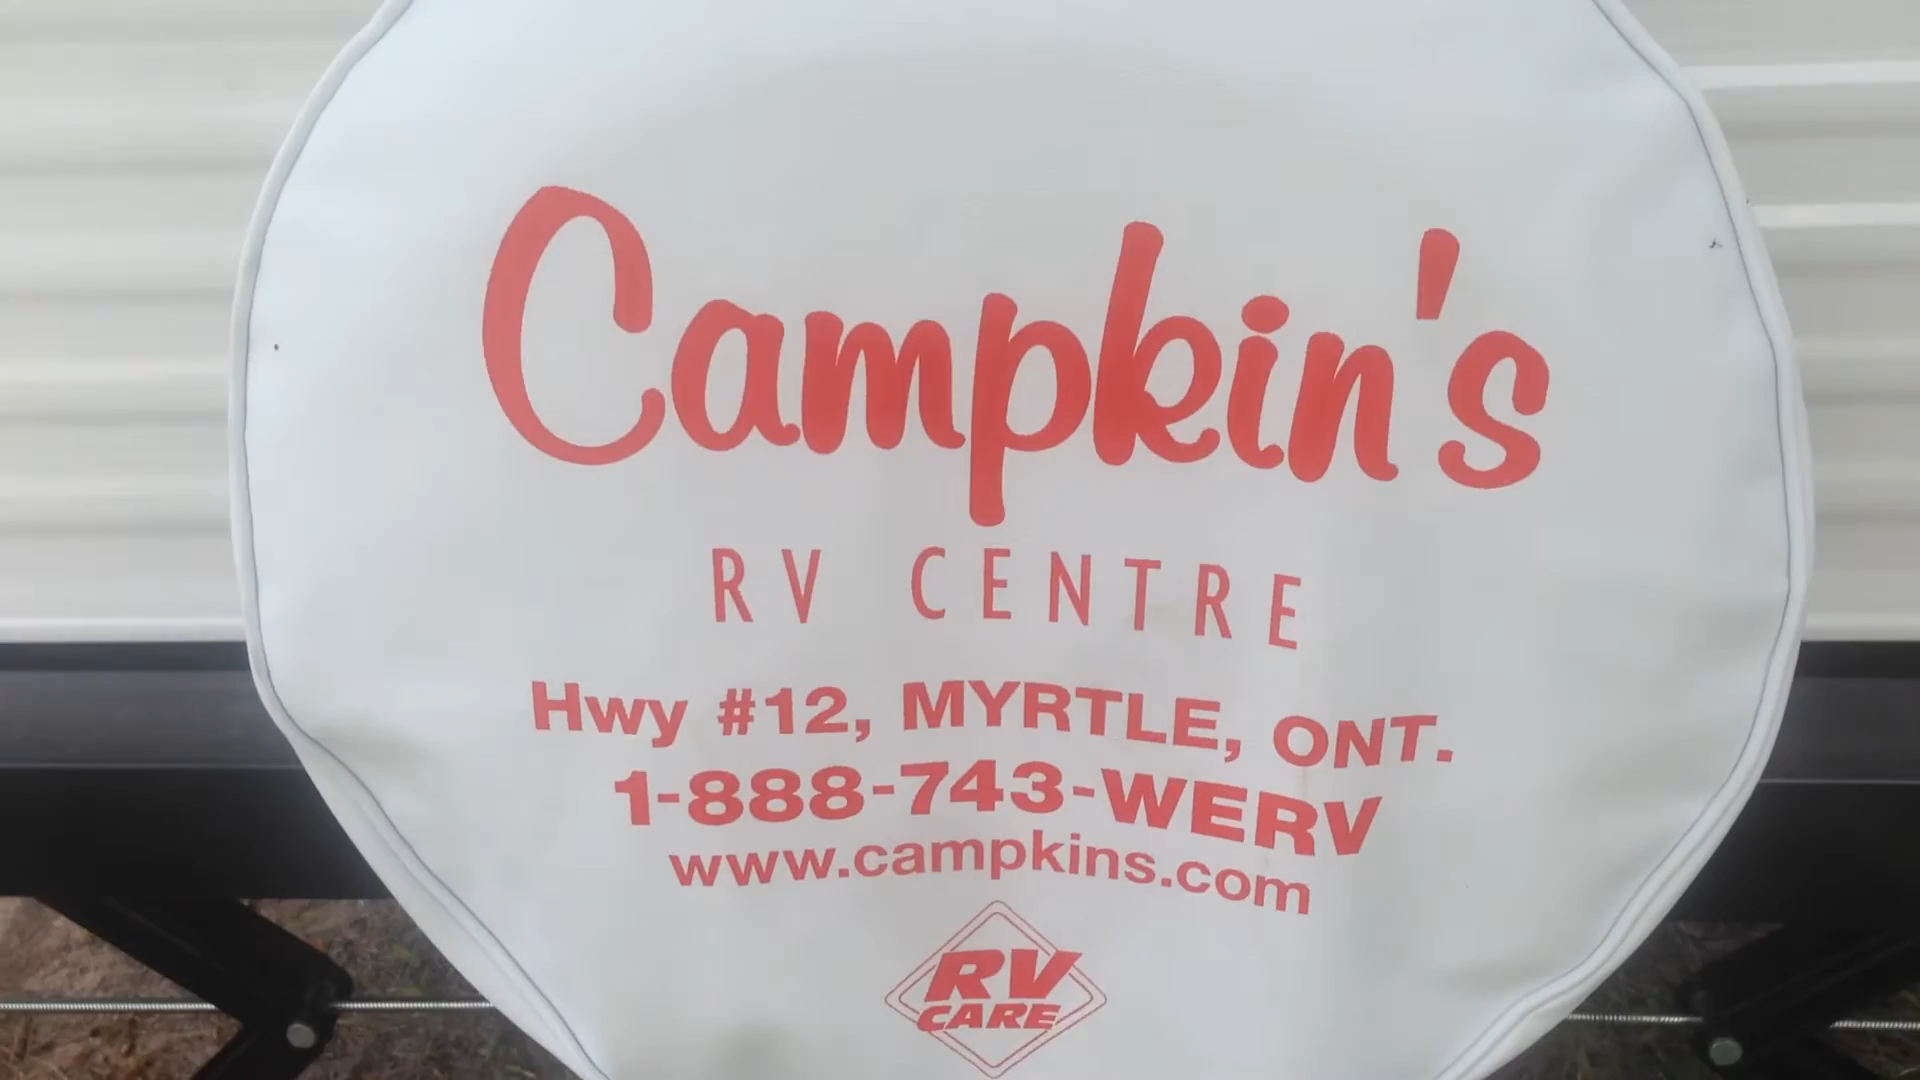 Campkin's
RV CENTRE
Hwy #12, MYRTLE, ONT.
1-888-743-WERV
www.campkins.com
RV
CARE